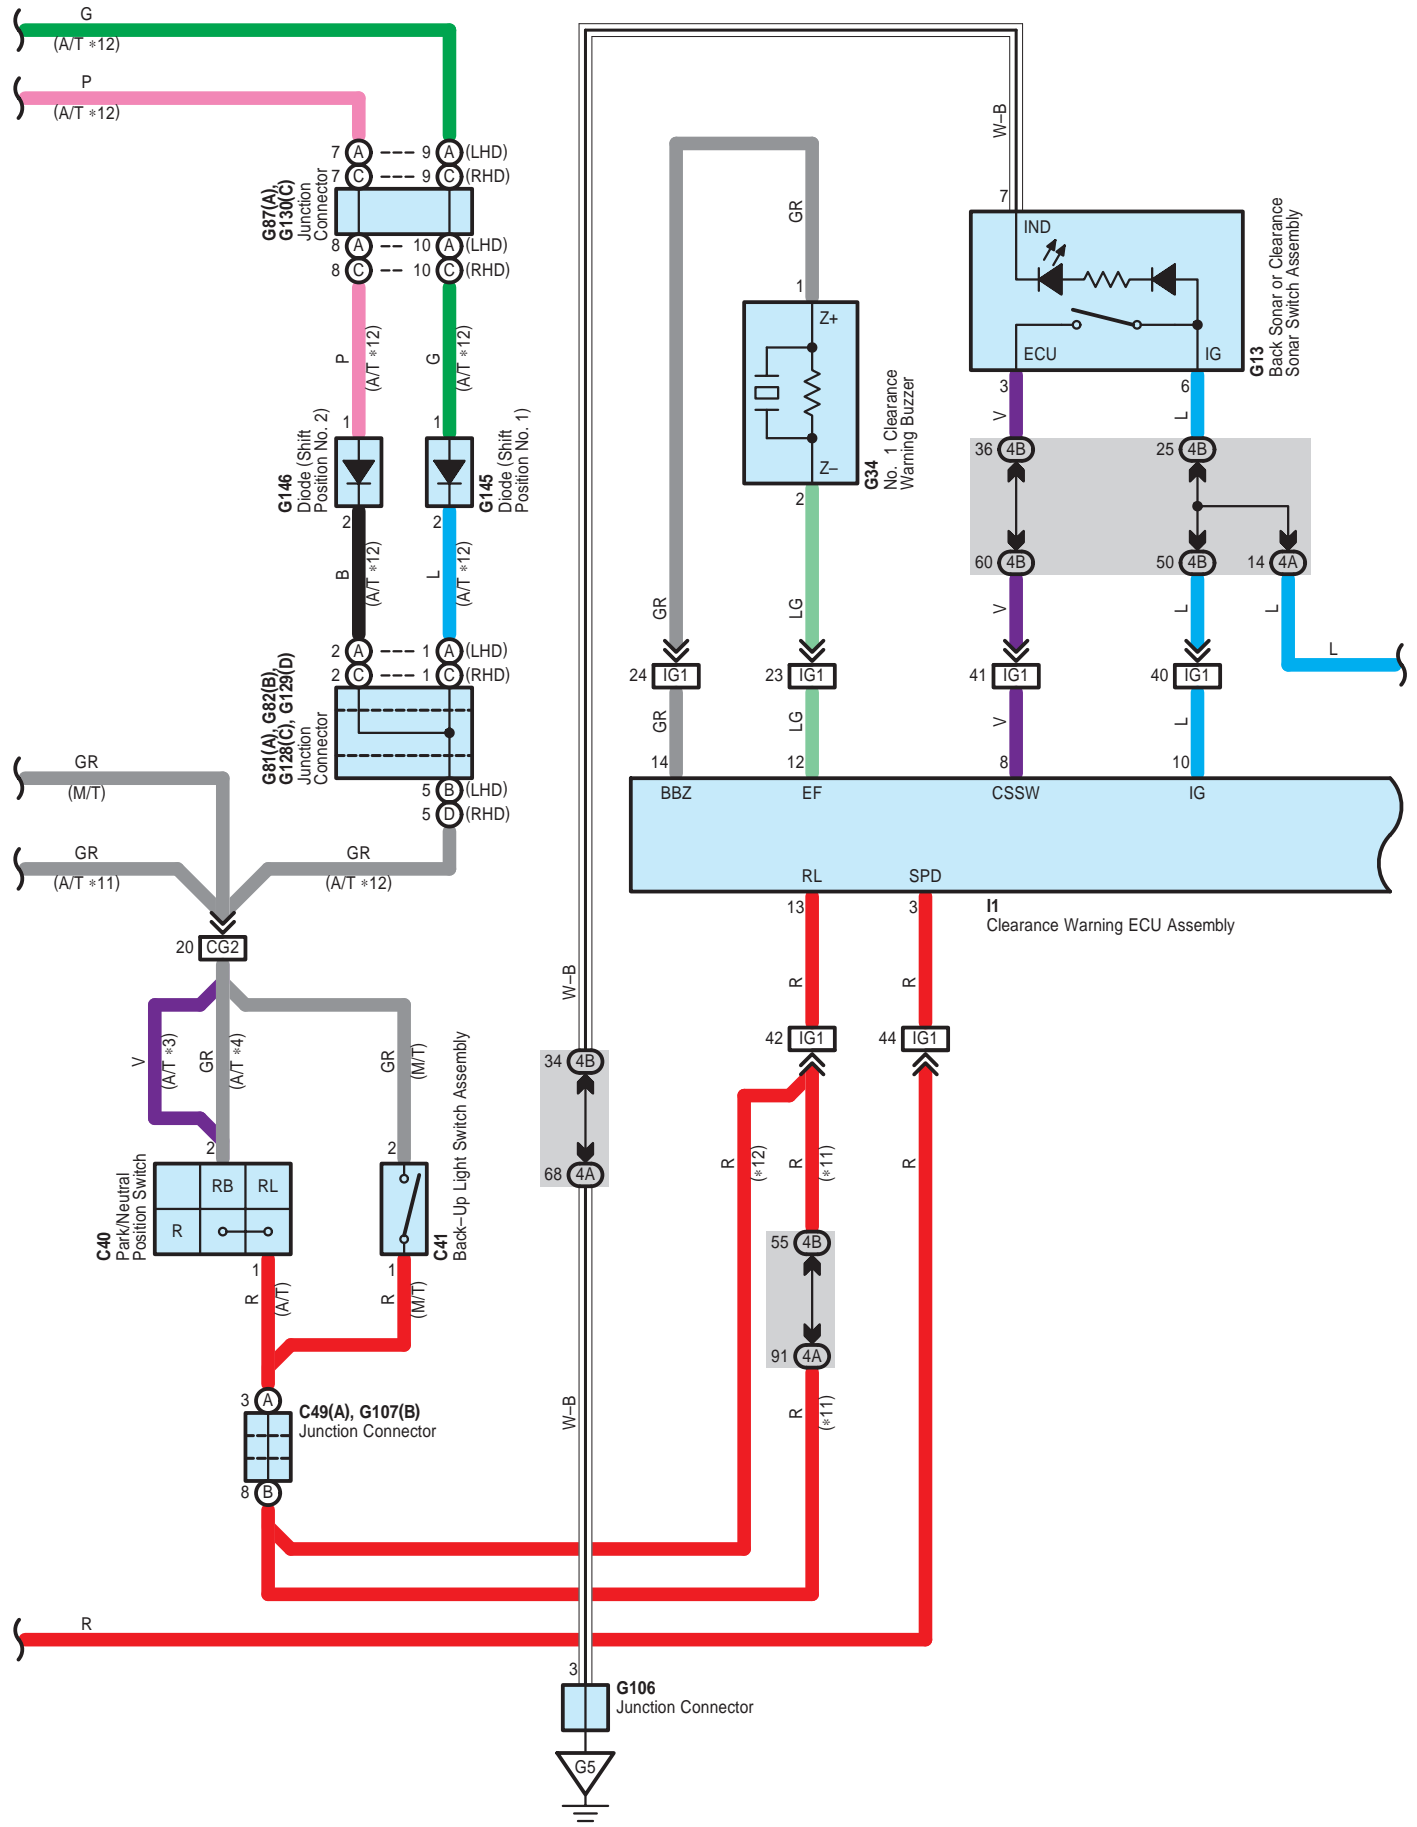 G
(A/T *12)
P
(A/T *12)
7 A 9 A (LHD)
7 C 9 C (RHD)
G87(A),
G130(C)
Junction
Connector
8 A 10 A (LHD)
8 C 10 C (RHD)
P
(A/T *12)
G
(A/T *12)
1
1
G146
Diode (Shift
Position No. 2)
G145
Diode (Shift
Position No. 1)
2
2
B
(A/T *12)
L
(A/T *12)
2 A 1 A (LHD)
2 C 1 C (RHD)
G81(A), G82(B),
G128(C), G129(D)
Junction
Connector
5 B (LHD)
5 D (RHD)
GR
(M/T)
GR
(A/T *11)
GR
(A/T *12)
20 CG2
V
(A/T *3)
GR
(A/T *4)
GR
(M/T)
2
2
RB RL
R
C40
Park/Neutral
Position Switch
C41
Back-Up Light Switch Assembly
1
1
R
(A/T)
R
(M/T)
3 A
C49(A), G107(B)
Junction Connector
8 B
R
W-B
34 4B
68 4A
W-B
3
G106
Junction Connector
G5
W-B
7
IND
ECU
IG
G13
Back Sonar or Clearance
Sonar Switch Assembly
3
6
V
L
36 4B
25 4B
60 4B
50 4B
14 4A
V
L
L
L
GR
1
Z+
Z-
G34
No. 1 Clearance
Warning Buzzer
2
GR
LG
24 IG1
23 IG1
41 IG1
40 IG1
GR
LG
V
L
14
12
8
10
BBZ
EF
CSSW
IG
RL
SPD
13
3
I1
Clearance Warning ECU Assembly
R
R
42 IG1
44 IG1
R
(*12)
R
(*11)
R
55 4B
91 4A
R
(*11)